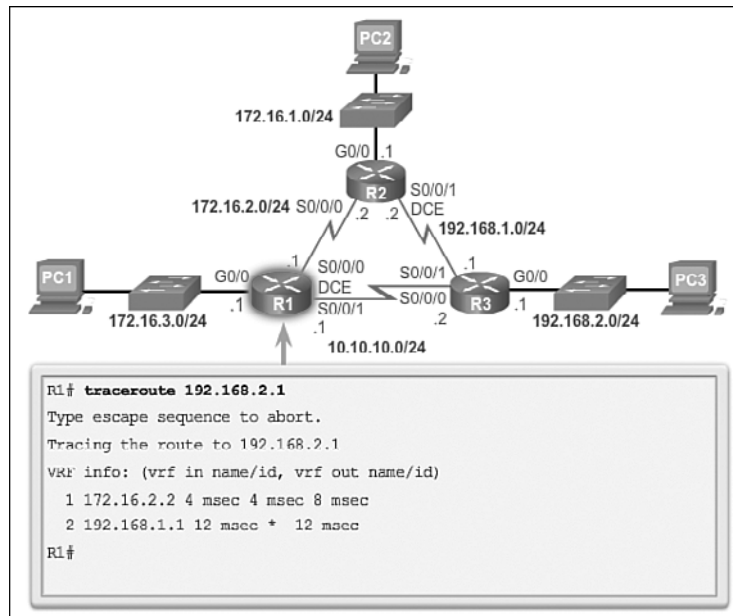 PC2
172.16.1.0/24
G0/0 .1
R2
172.16.2.0/24 S0/0/0 .2 .2 S0/0/1
DCE
192.168.1.0/24
.1 S0/0/0
DCE
S0/0/1 .1
PC1 G0/0 .1 R1 S0/0/1
S0/0/0 .2 R3 G0/0 .1 PC3
172.16.3.0/24
.1
10.10.10.0/24
192.168.2.0/24
R1# traceroute 192.168.2.1
Type escape sequence to abort.
Tracing the route to 192.168.2.1
VRF info: (vrf in name/id, vrf out name/id)
1 172.16.2.2 4 msec 4 msec 8 msec
2 192.168.1.1 12 msec * 12 msec
R1#